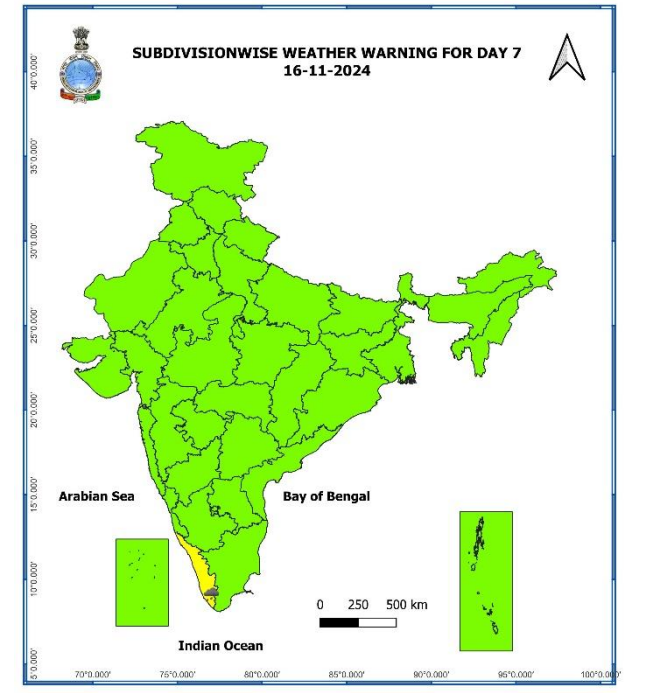 SUBDIVISIONWISE WEATHER WARNING FOR DAY 7
16-11-2024
40°0.000'
35°0.000'
30°0.000'
25°0.000'
20°0.000'
15°0.000'
10°0.000'
5°0.000'
Arabian Sea
Bay of Bengal
0 250 500 km
Indian Ocean
70°0.000' 75°0.000' 80°0.000' 85°0.000' 90°0.000' 95°0.000' 100°0.000'